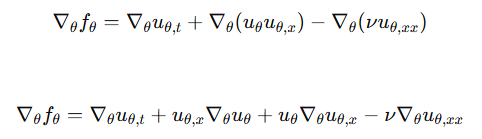 ∇_θ f_θ = ∇_θ u_{θ,t} + ∇_θ(u_θ u_{θ,x}) − ∇_θ(ν u_{θ,xx})
∇_θ f_θ = ∇_θ u_{θ,t} + u_{θ,x} ∇_θ u_θ + u_θ ∇_θ u_{θ,x} − ν ∇_θ u_{θ,xx}